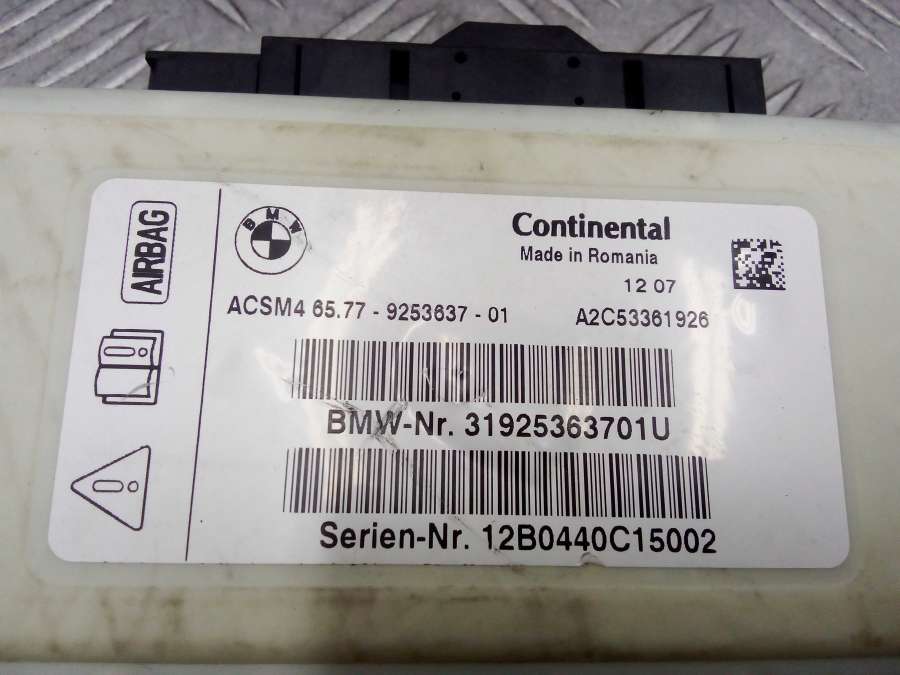 AIRBAG
BMW
Continental
Made in Romania
12 07
ACSM4 65.77 - 9253637 - 01
A2C53361926
BMW-Nr. 31925363701U
Serien-Nr. 12B0440C15002